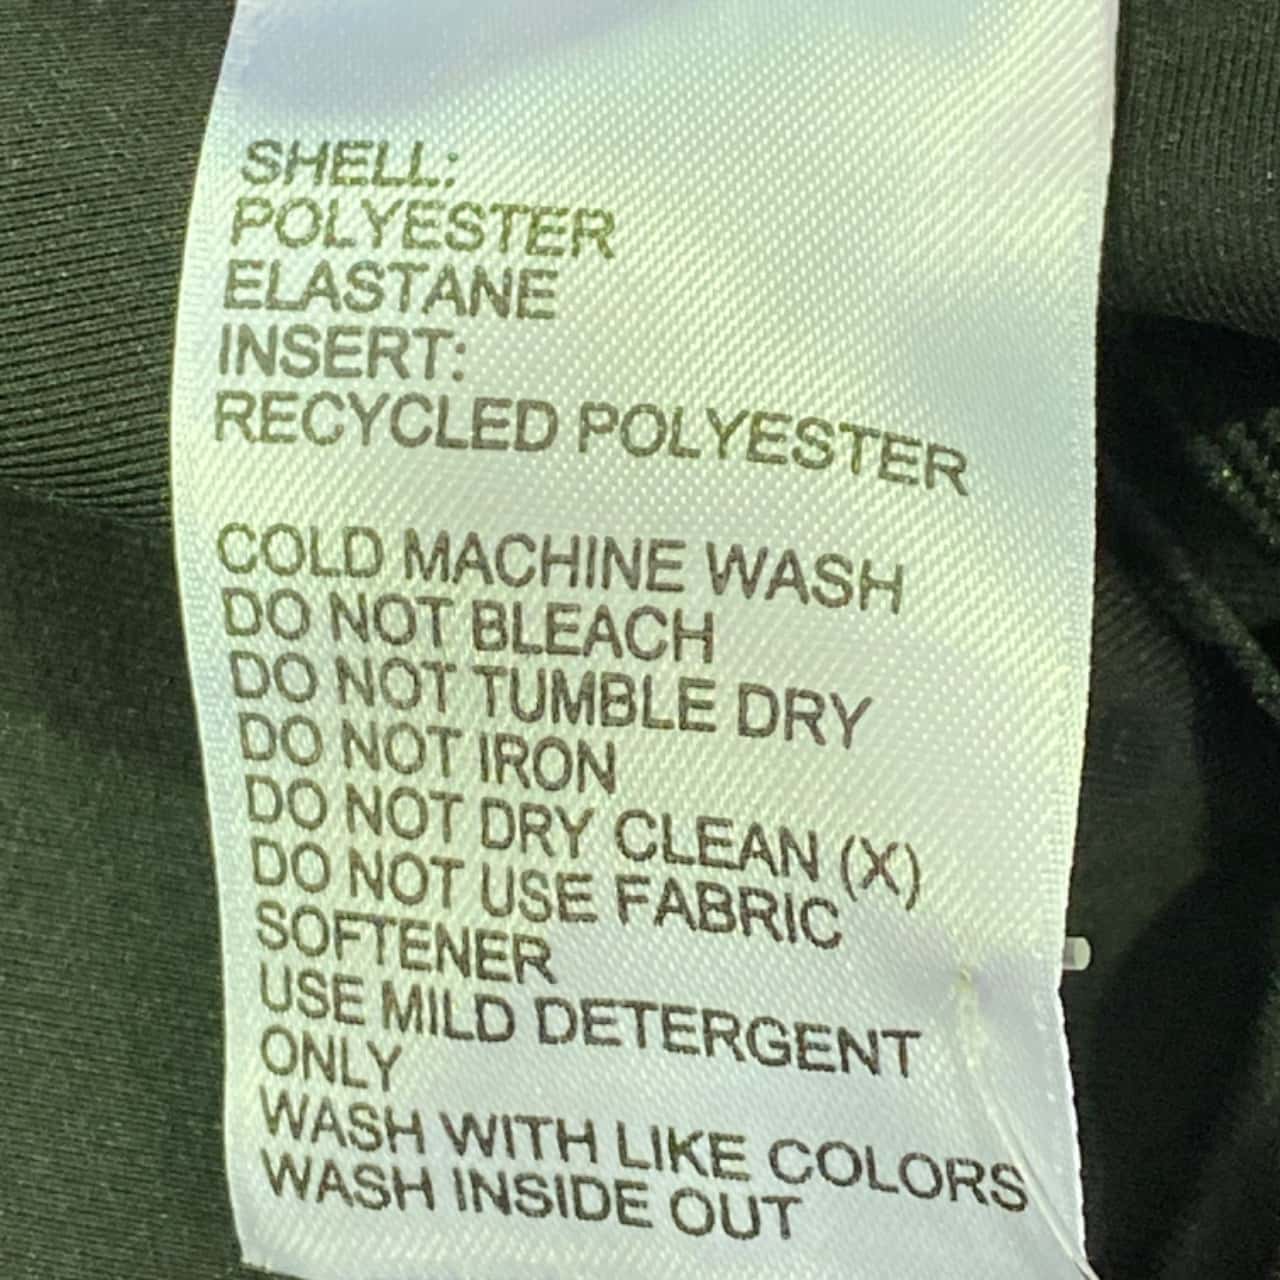 SHELL:
POLYESTER
ELASTANE
INSERT:
RECYCLED POLYESTER
COLD MACHINE WASH
DO NOT BLEACH
DO NOT TUMBLE DRY
DO NOT IRON
DO NOT DRY CLEAN (X)
DO NOT USE FABRIC
SOFTENER
USE MILD DETERGENT
ONLY
WASH WITH LIKE COLORS
WASH INSIDE OUT